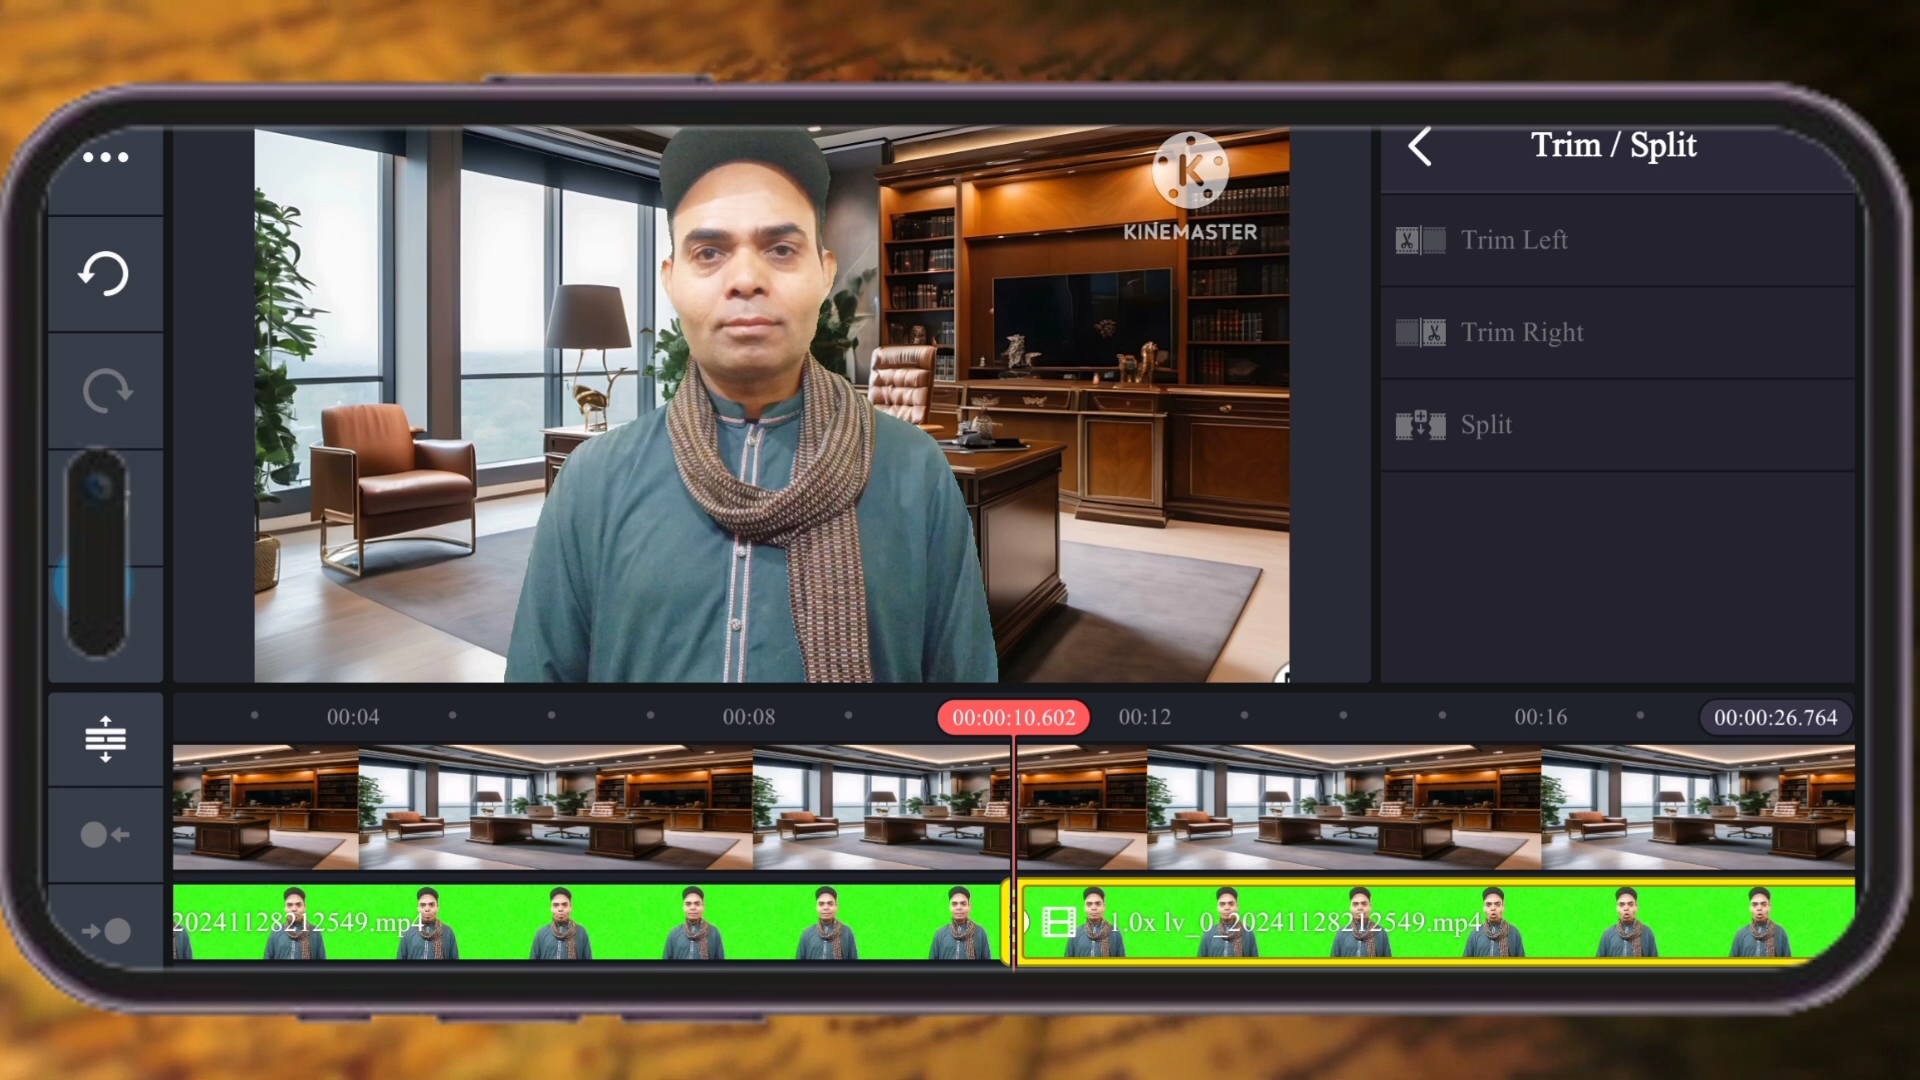 Trim / Split
K
KINEMASTER
Trim Left
Trim Right
Split
00:04
00:08
00:00:10.602
00:12
00:16
00:00:26.764
20241128212549.mp4
1.0x lv_0_20241128212549.mp4